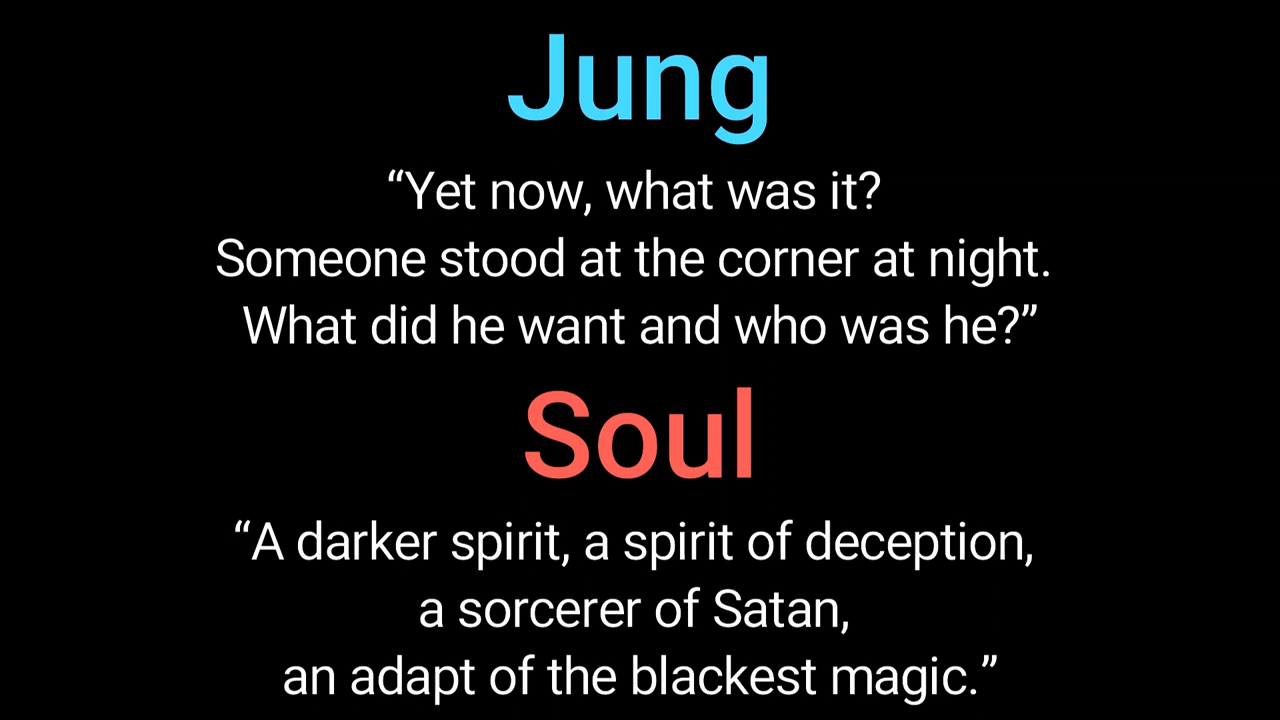 Jung
“Yet now, what was it?
Someone stood at the corner at night.
What did he want and who was he?”
Soul
“A darker spirit, a spirit of deception,
a sorcerer of Satan,
an adapt of the blackest magic.”